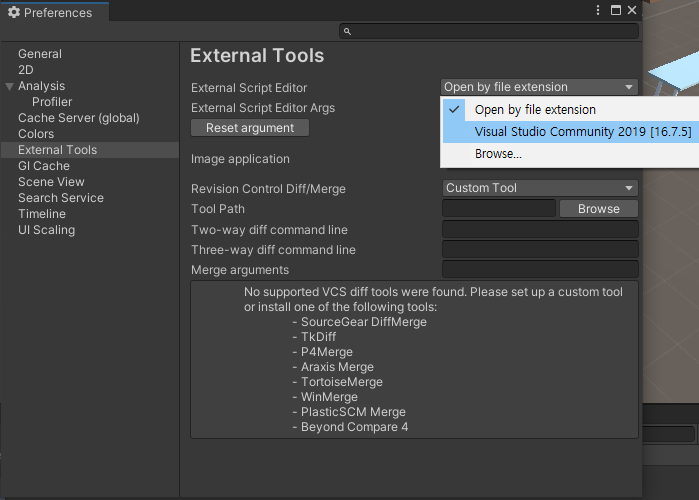 Preferences
General
2D
Analysis
Profiler
Cache Server (global)
Colors
External Tools
GI Cache
Scene View
Search Service
Timeline
UI Scaling
External Tools
External Script Editor
Open by file extension
External Script Editor Args
Open by file extension
Reset argument
Visual Studio Community 2019 [16.7.5]
Browse...
Image application
Revision Control Diff/Merge
Custom Tool
Tool Path
Browse
Two-way diff command line
Three-way diff command line
Merge arguments
No supported VCS diff tools were found. Please set up a custom tool
or install one of the following tools:
- SourceGear DiffMerge
- TkDiff
- P4Merge
- Araxis Merge
- TortoiseMerge
- WinMerge
- PlasticSCM Merge
- Beyond Compare 4